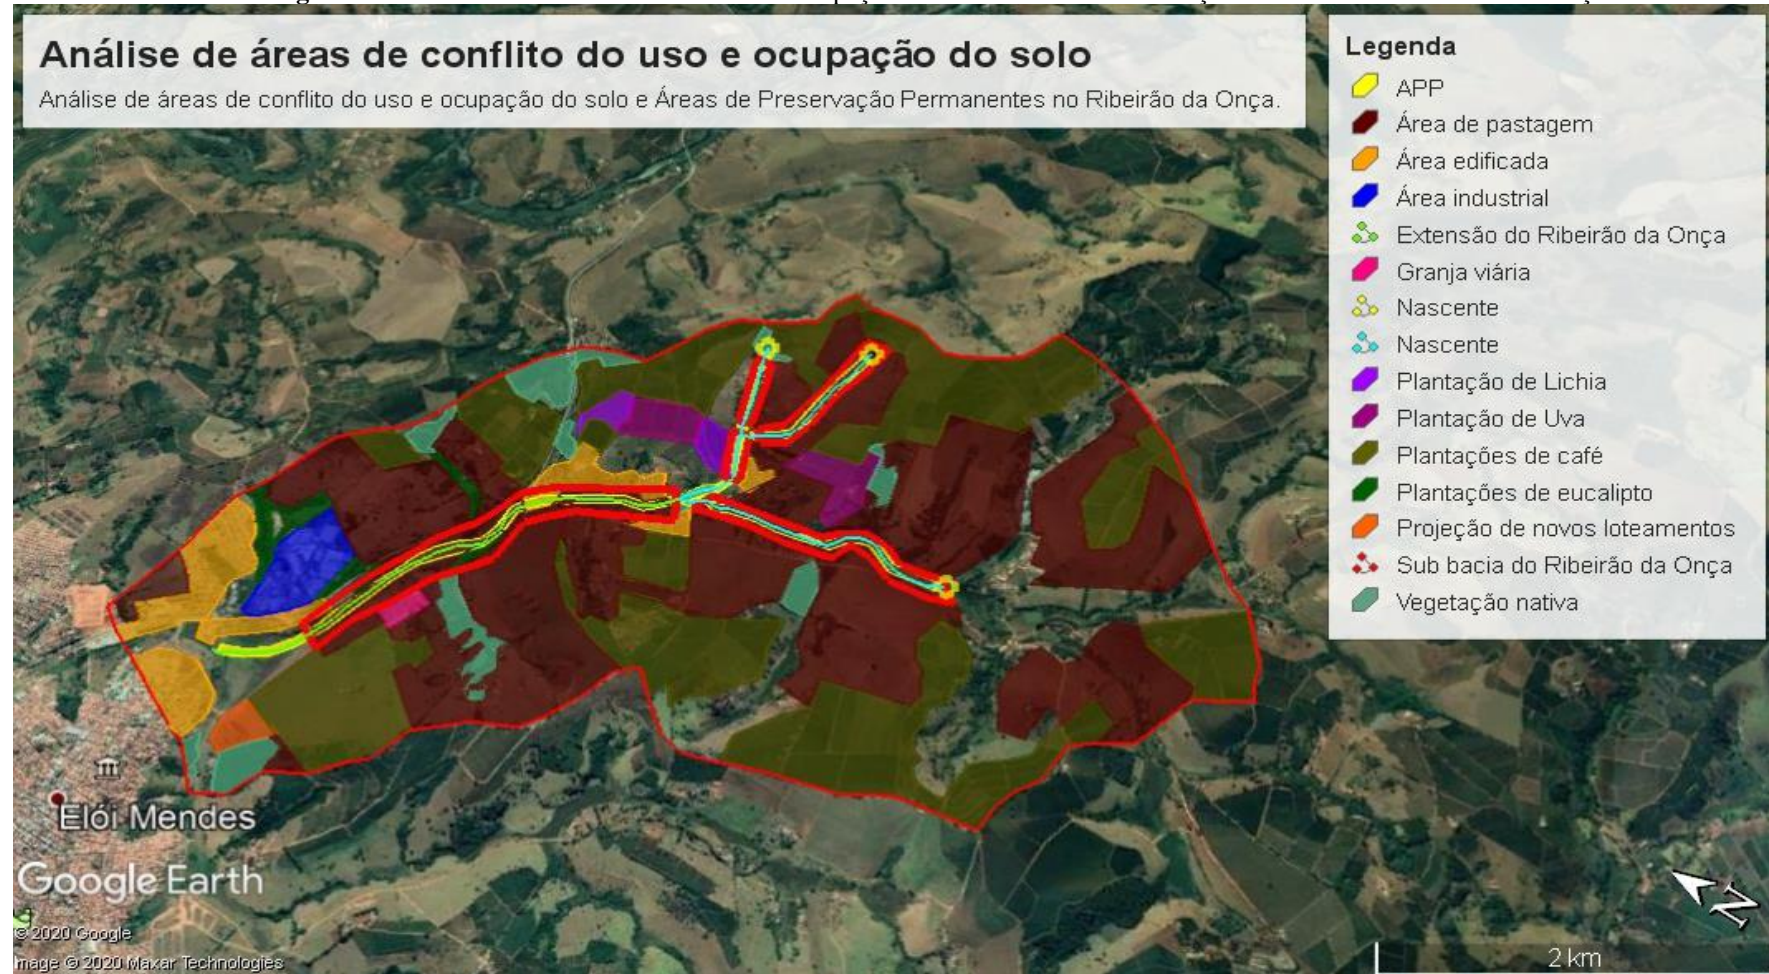 Análise de áreas de conflito do uso e ocupação do solo
Análise de áreas de conflito do uso e ocupação do solo e Áreas de Preservação Permanentes no Ribeirão da Onça.
Legenda
APP
Área de pastagem
Área edificada
Área industrial
Extensão do Ribeirão da Onça
Granja viária
Nascente
Nascente
Plantação de Lichia
Plantação de Uva
Plantações de café
Plantações de eucalipto
Projeção de novos loteamentos
Sub bacia do Ribeirão da Onça
Vegetação nativa
Elói Mendes
Google Earth
© 2020 Google
Image © 2020 Maxar Technologies
N
2 km